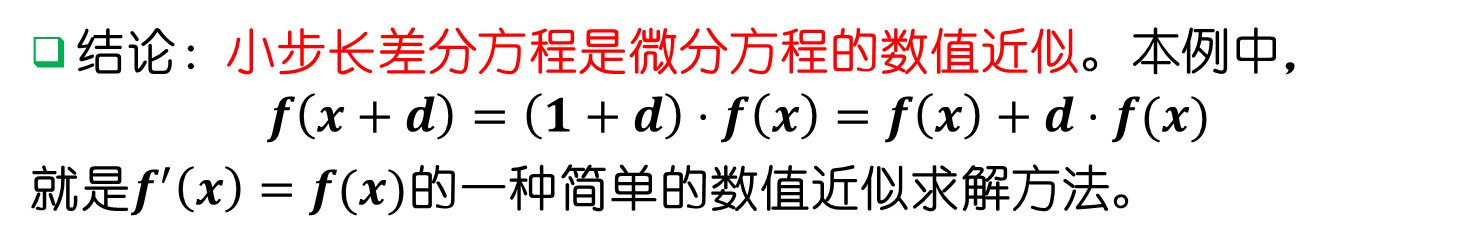 结论：小步长差分方程是微分方程的数值近似。本例中，
f(x + d) = (1 + d) · f(x) = f(x) + d · f(x)
就是f′(x) = f(x)的一种简单的数值近似求解方法。